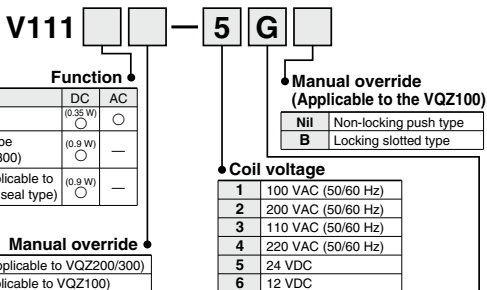 V111 — 5 G
Function
DC AC
(0.35 W)
○ ○
(0.9 W)
300) ○ —
licable to (0.9 W)
seal type) ○ —
Manual override
plicable to VQZ200/300)
licable to VQZ100)
Manual override
(Applicable to the VQZ100)
Nil Non-locking push type
B Locking slotted type
Coil voltage
1 100 VAC (50/60 Hz)
2 200 VAC (50/60 Hz)
3 110 VAC (50/60 Hz)
4 220 VAC (50/60 Hz)
5 24 VDC
6 12 VDC